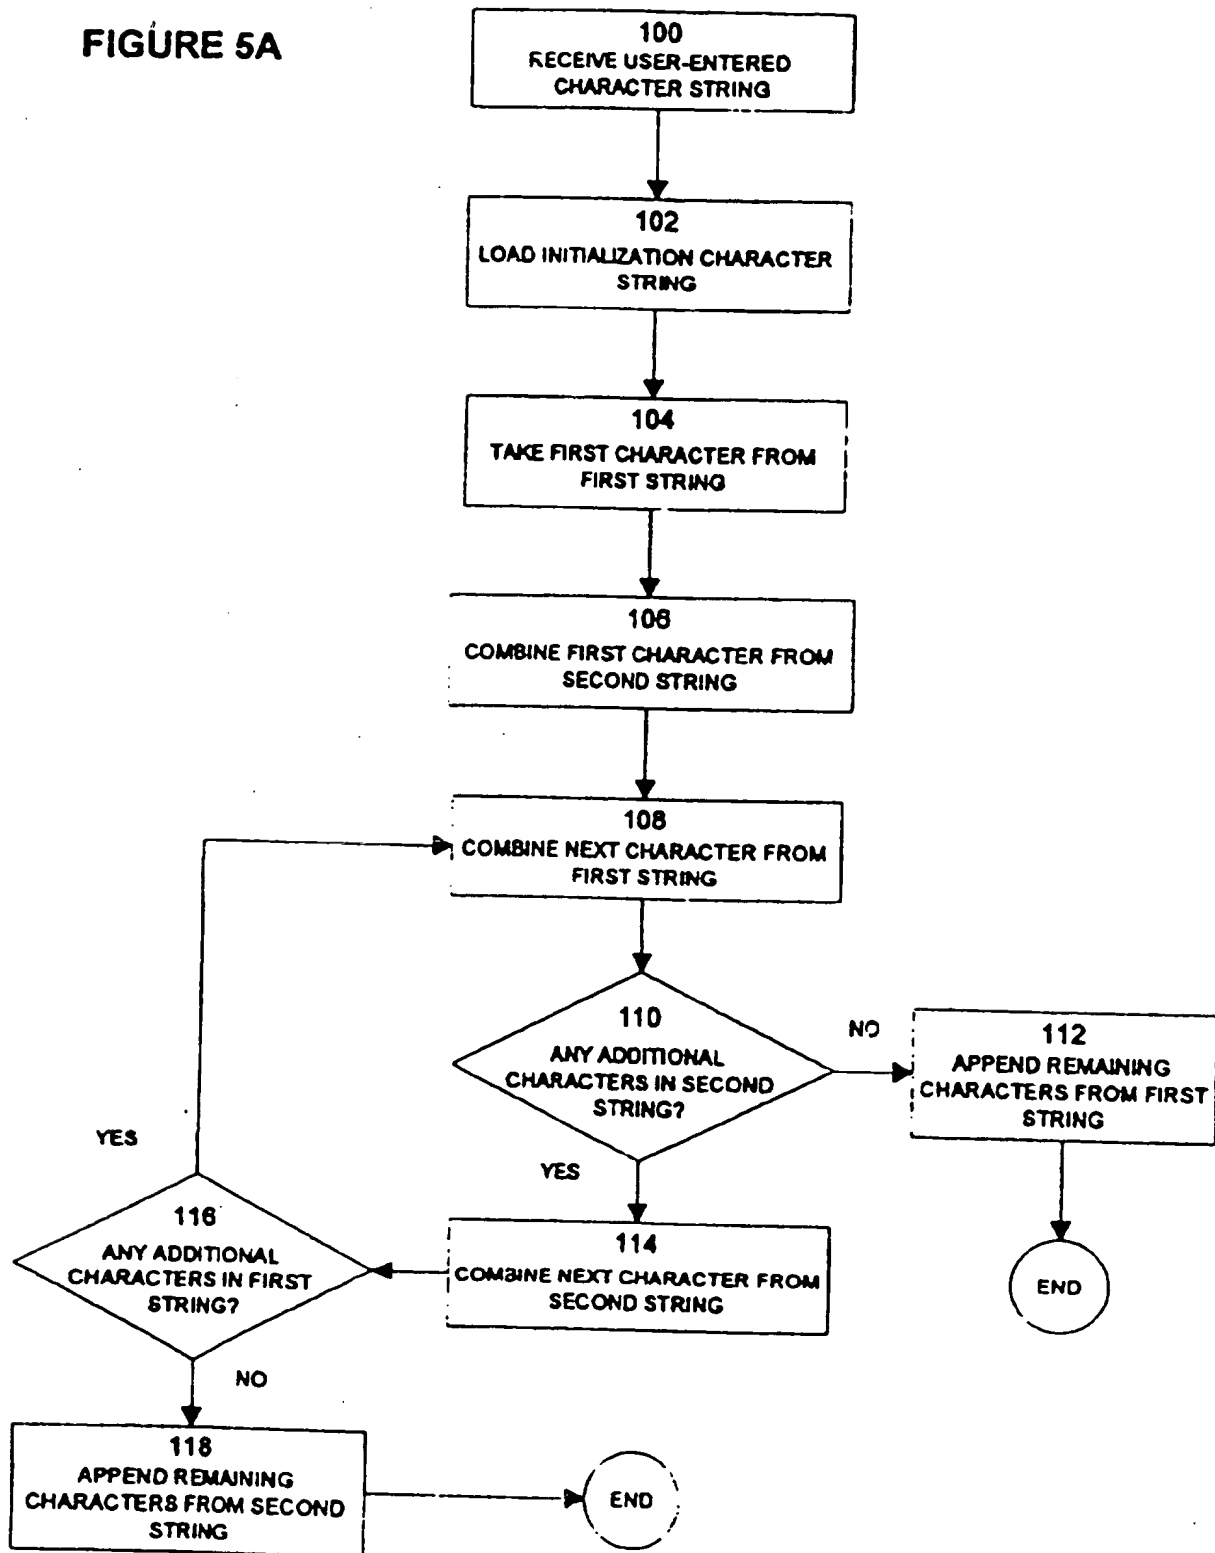 FIGURE 5A
100
RECEIVE USER-ENTERED
CHARACTER STRING
102
LOAD INITIALIZATION CHARACTER
STRING
104
TAKE FIRST CHARACTER FROM
FIRST STRING
106
COMBINE FIRST CHARACTER FROM
SECOND STRING
108
COMBINE NEXT CHARACTER FROM
FIRST STRING
110
ANY ADDITIONAL
CHARACTERS IN SECOND
STRING?
NO
112
APPEND REMAINING
CHARACTERS FROM FIRST
STRING
YES
YES
116
ANY ADDITIONAL
CHARACTERS IN FIRST
STRING?
114
COMBINE NEXT CHARACTER FROM
SECOND STRING
END
NO
118
APPEND REMAINING
CHARACTERS FROM SECOND
STRING
END